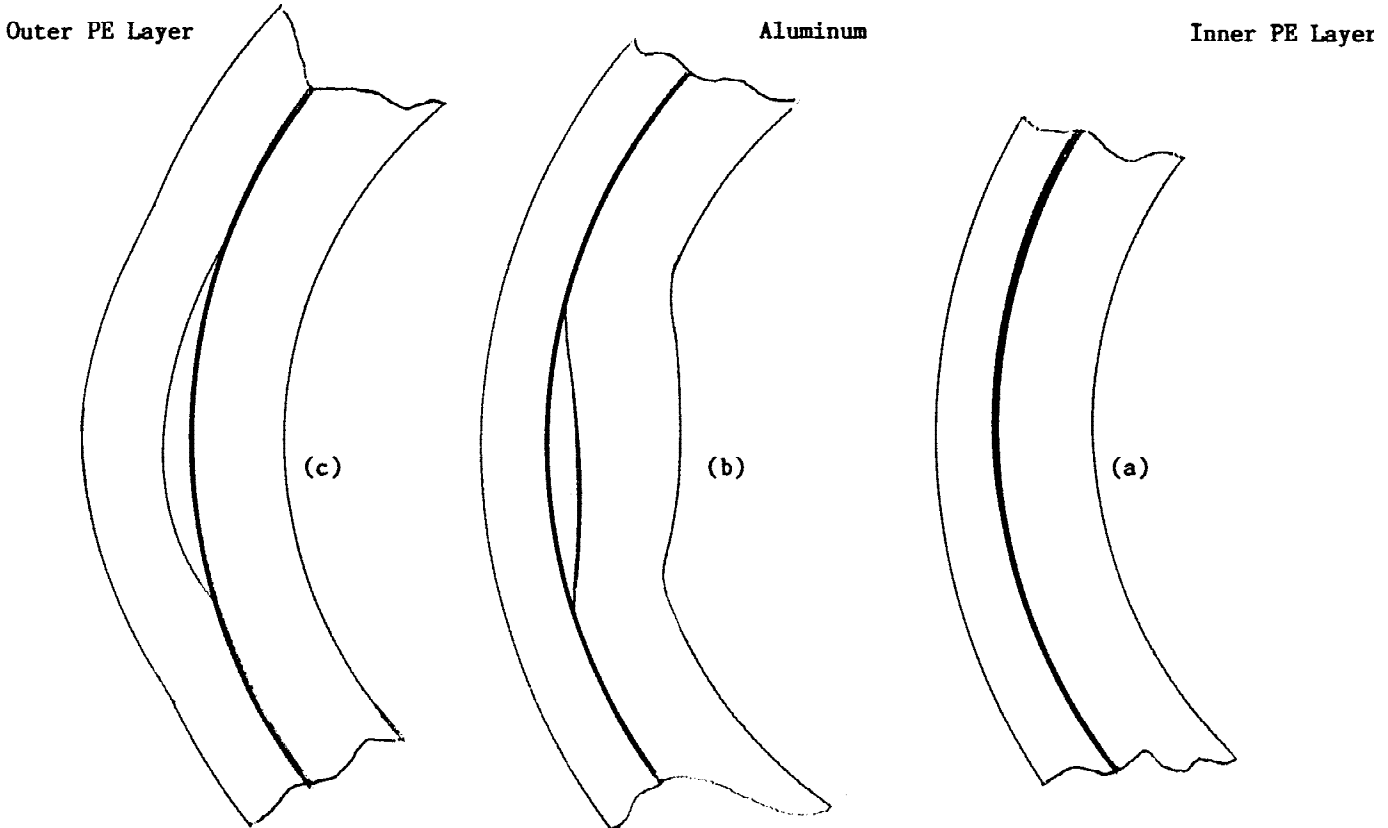 Outer PE Layer
Aluminum
Inner PE Layer
(c)
(b)
(a)